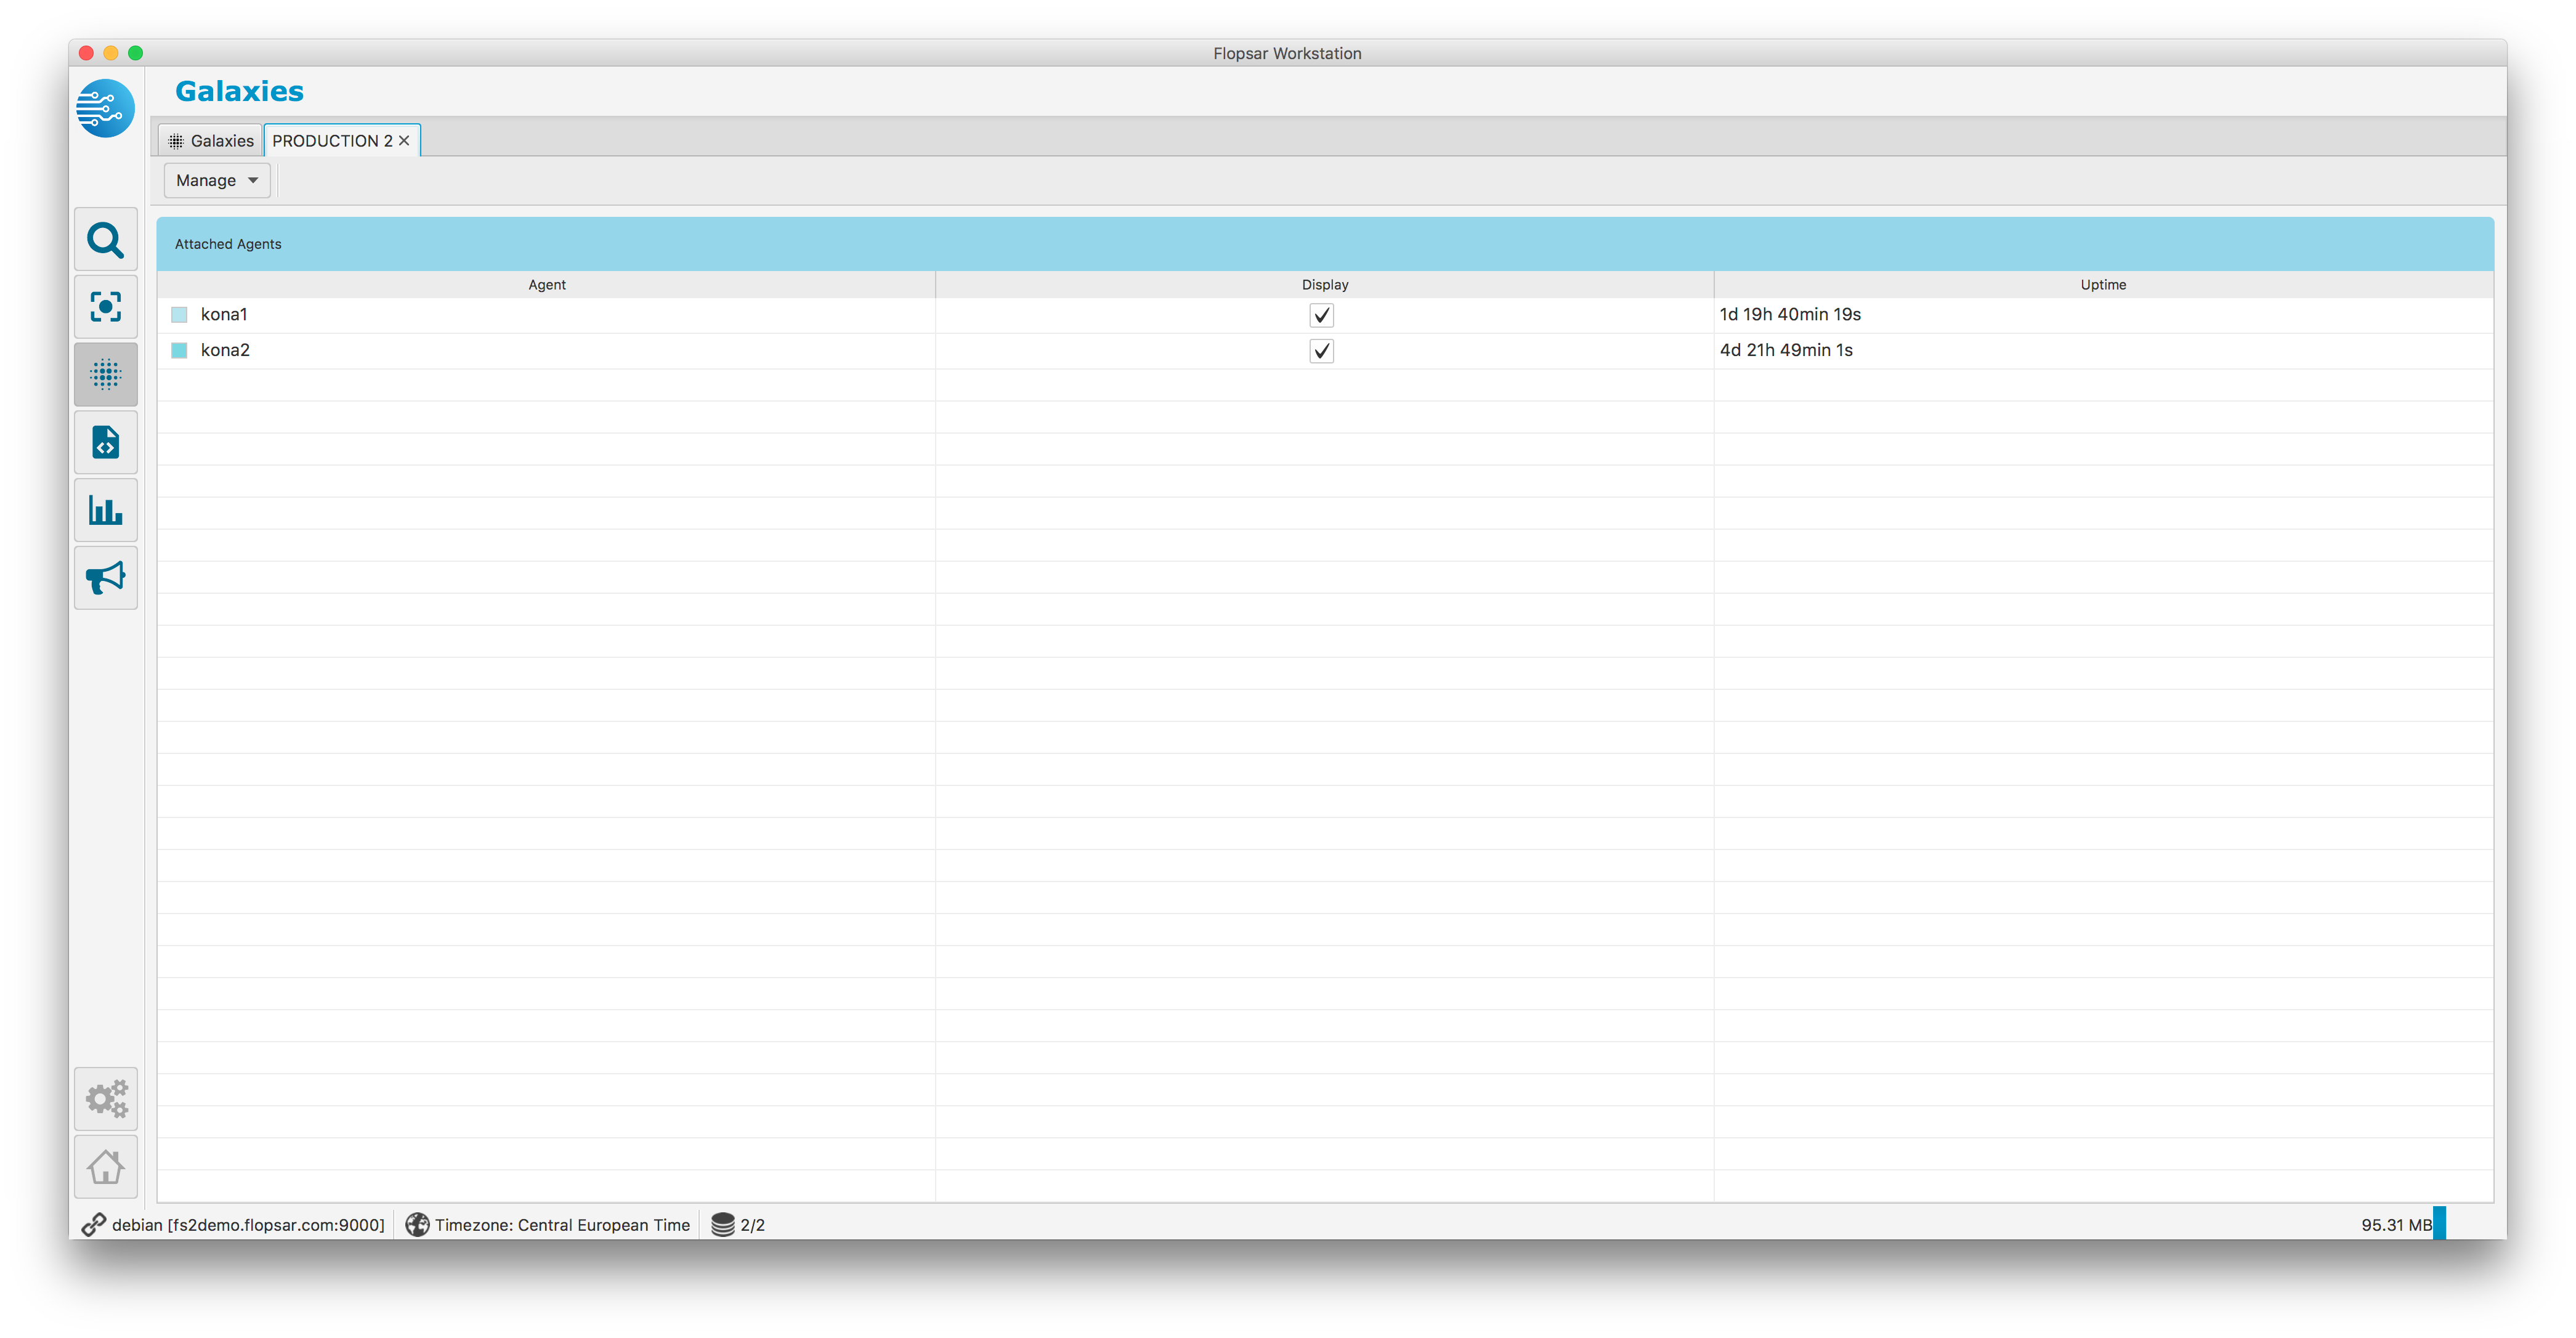 Flopsar Workstation
Galaxies
Galaxies PRODUCTION 2
Manage
Attached Agents
Agent Display Uptime
kona1 1d 19h 40min 19s
kona2 4d 21h 49min 1s
debian [fs2demo.flopsar.com:9000] Timezone: Central European Time 2/2 95.31 MB